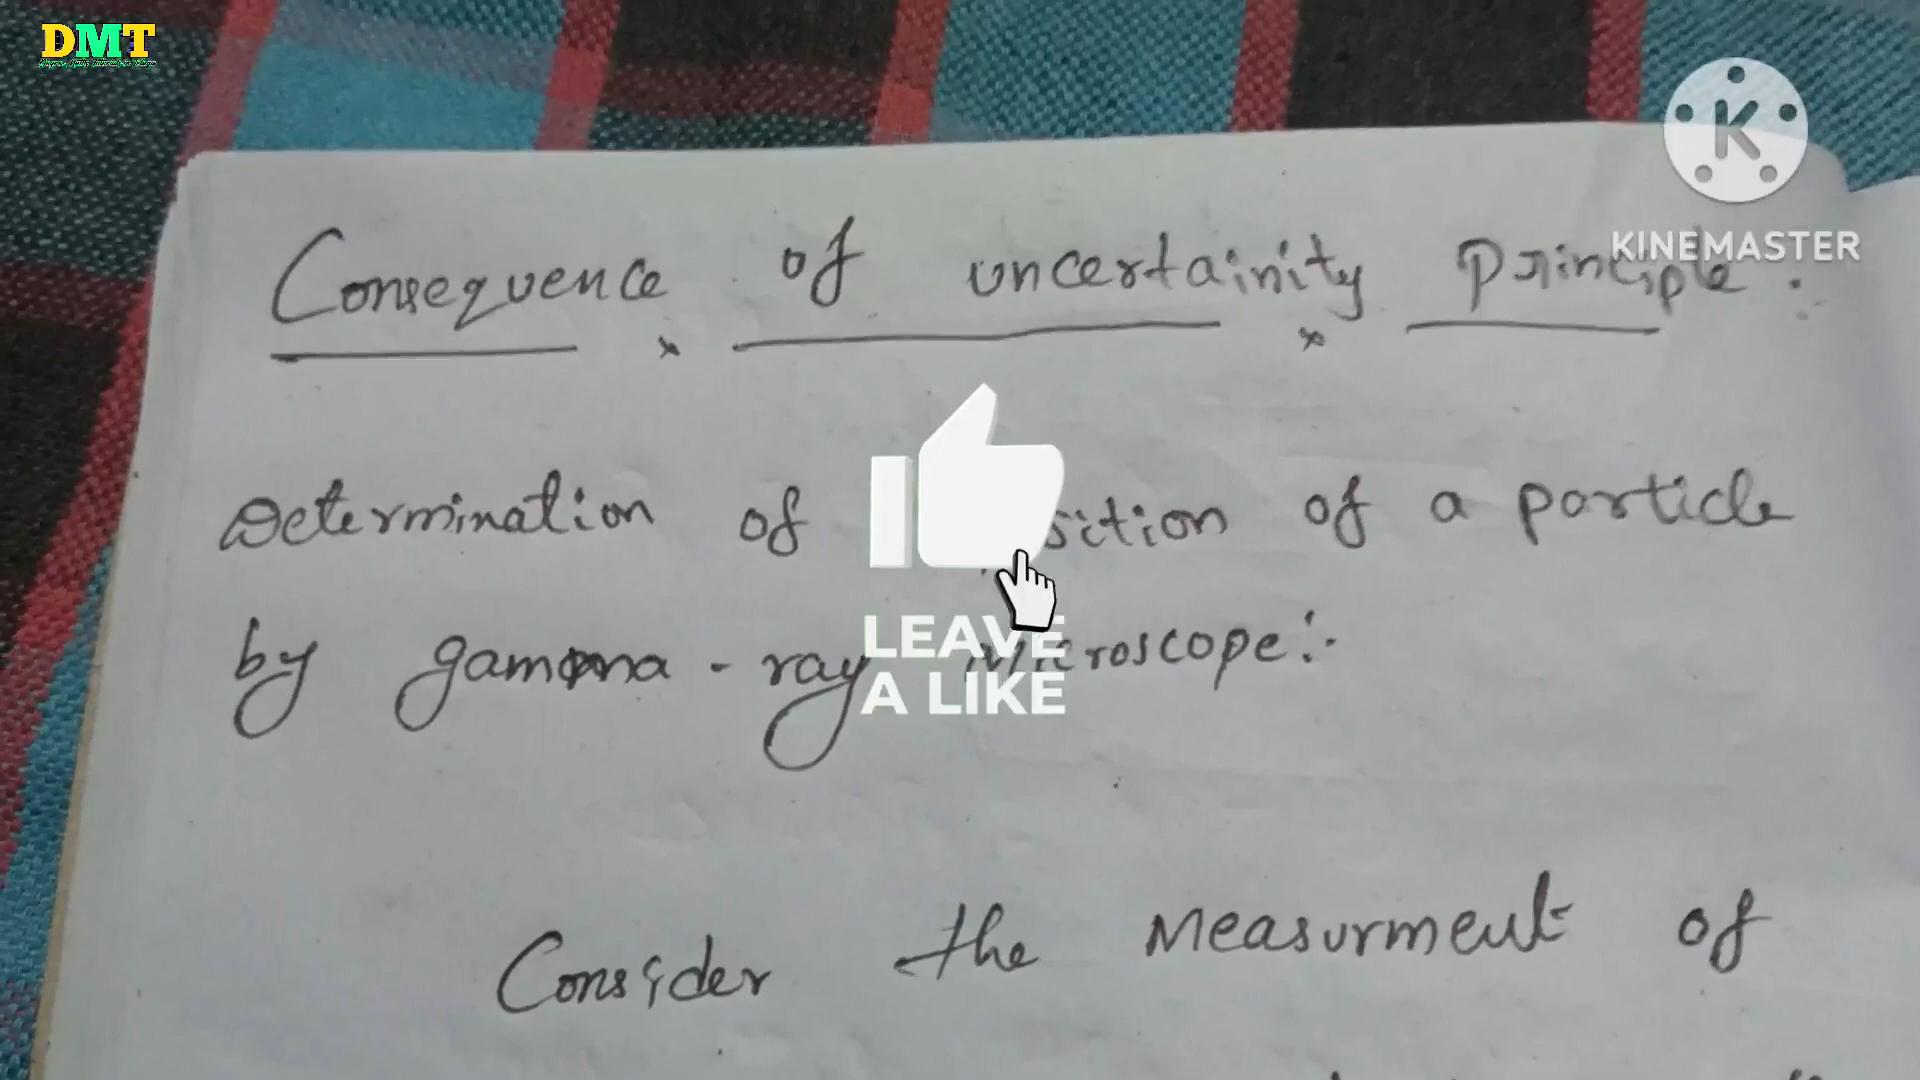 DMT
KINEMASTER
Consequence of uncertainity principle.
Determination of sition of a particle
by gamma-ray Microscope:-
LEAVE
A LIKE
Consider the Measurment of